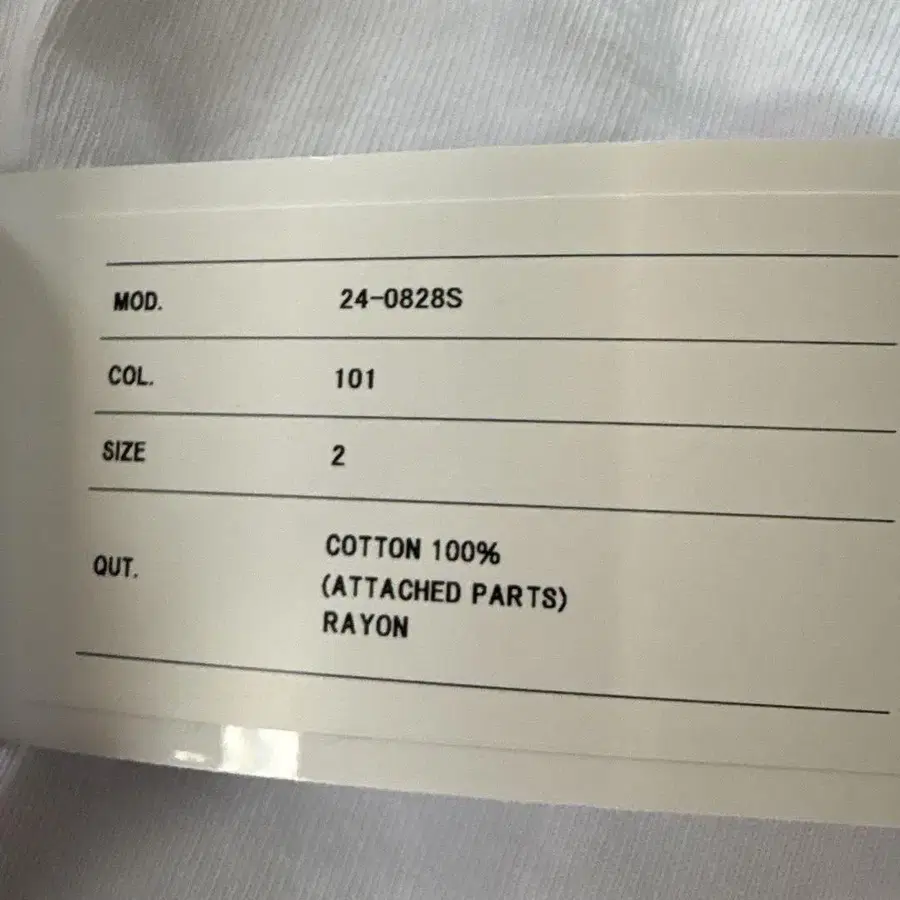 MOD. 24-0828S
COL. 101
SIZE 2
QUT. COTTON 100%
(ATTACHED PARTS)
RAYON